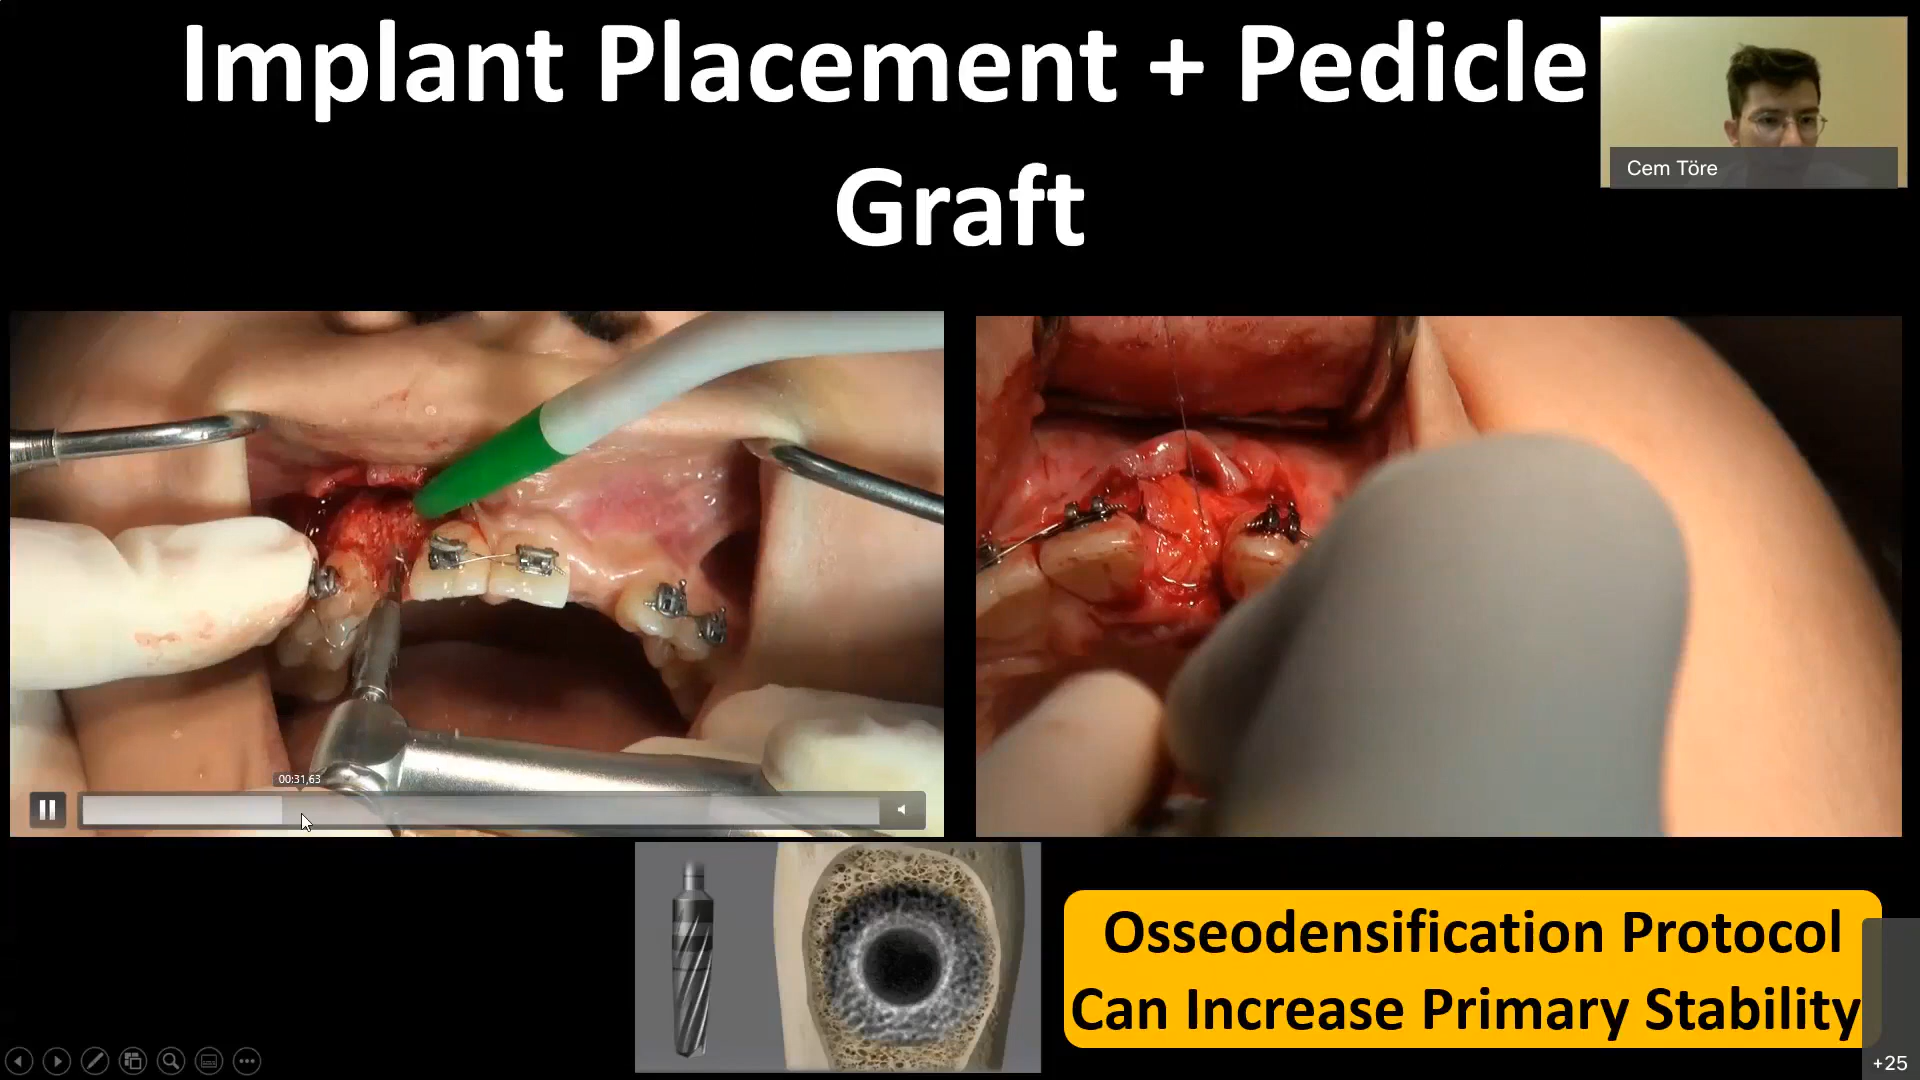 Implant Placement + Pedicle
Graft
Cem Töre
00:31,63
Osseodensification Protocol
Can Increase Primary Stability
+25